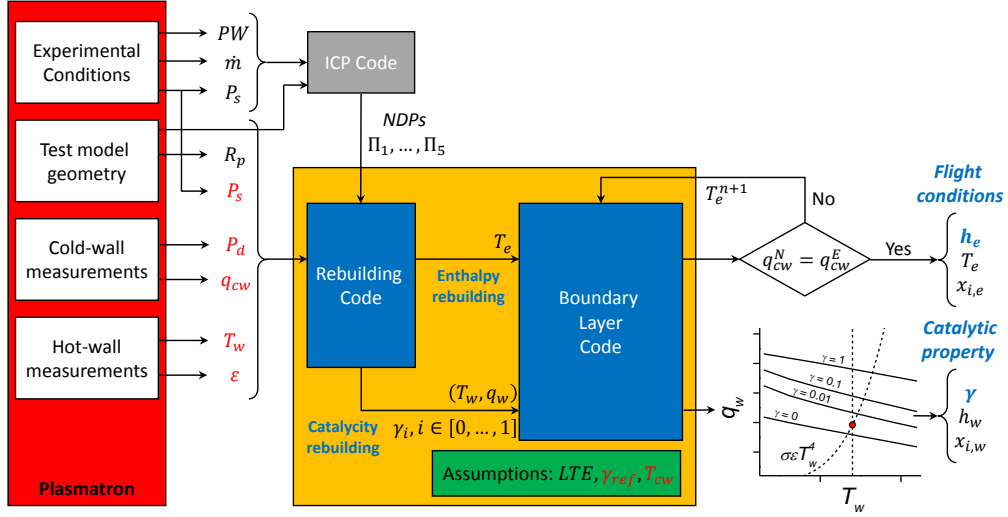 Experimental
Conditions
PW
ṁ
P_s
ICP Code
Test model
geometry
R_p
P_s
NDPs
Π_1, … , Π_5
Cold-wall
measurements
P_d
q_cw
Hot-wall
measurements
T_w
ε
Plasmatron
Rebuilding
Code
T_e
Enthalpy
rebuilding
Boundary
Layer
Code
(T_w, q_w)
γ_i, i ∈ [0, … , 1]
Catalycity
rebuilding
Assumptions: LTE, γ_ref, T_cw
T_e^{n+1}
No
q_cw^N = q_cw^E
Yes
Flight
conditions
h_e
T_e
x_{i,e}
Catalytic
property
γ
h_w
x_{i,w}
q_w
γ = 1
γ = 0.1
γ = 0.01
γ = 0
σεT_w^4
T_w